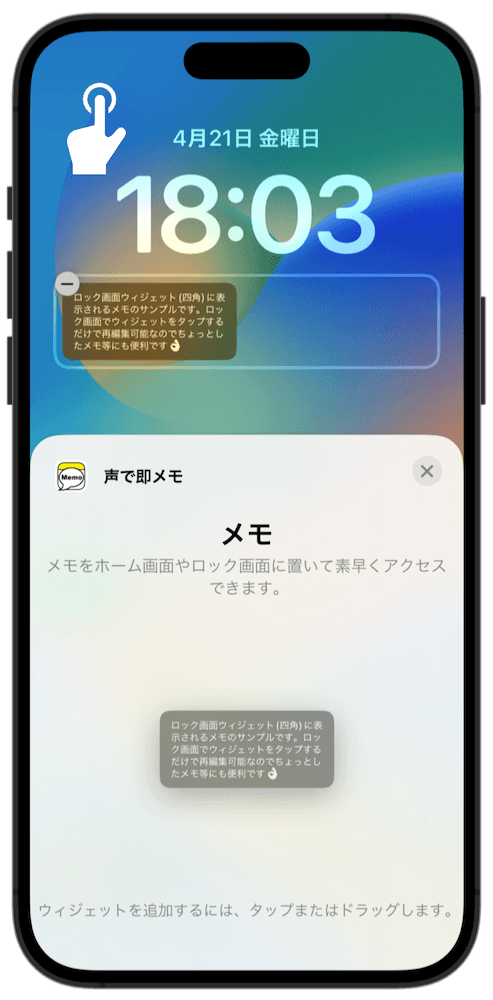 4月21日 金曜日
18:03
ロック画面ウィジェット (四角) に表
示されるメモのサンプルです。ロッ
ク画面でウィジェットをタップする
だけで再編集可能なのでちょっとし
たメモ等にも便利です👌
Memo
声で即メモ
メモ
メモをホーム画面やロック画面に置いて素早くアクセス
できます。
ロック画面ウィジェット (四角) に表
示されるメモのサンプルです。ロッ
ク画面でウィジェットをタップする
だけで再編集可能なのでちょっとし
たメモ等にも便利です👌
ウィジェットを追加するには、タップまたはドラッグします。